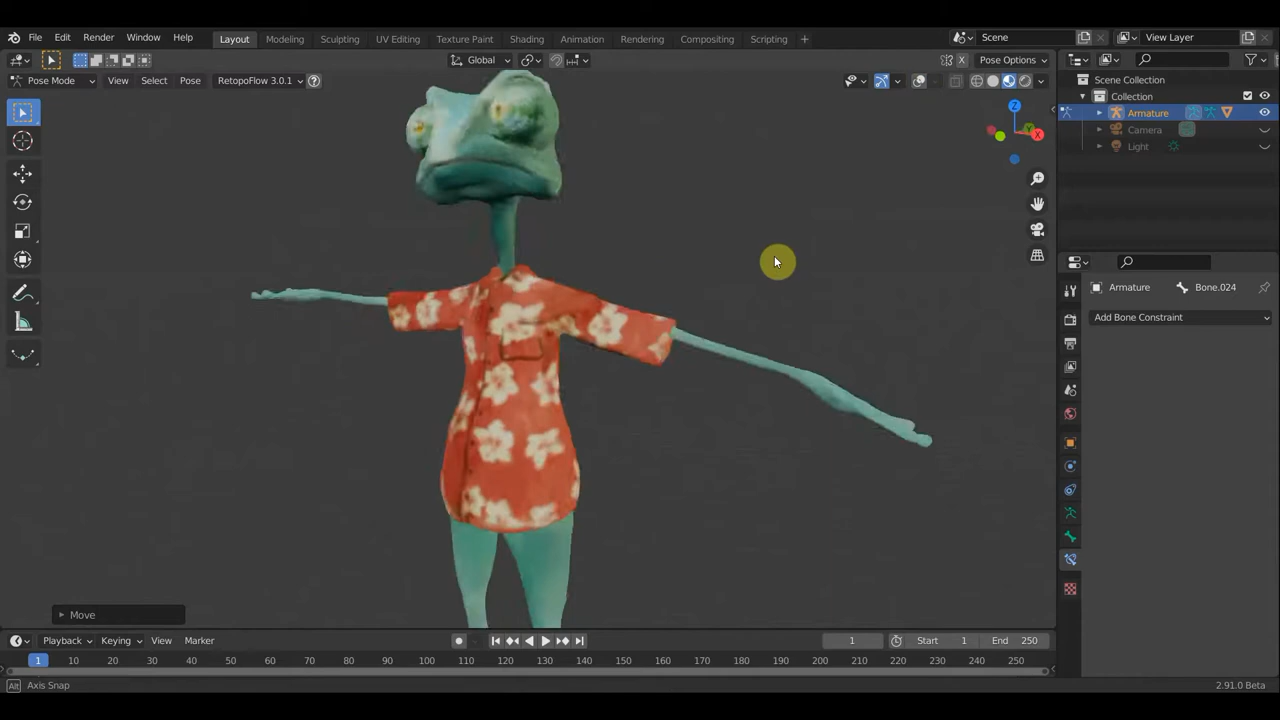 File Edit Render Window Help
Layout Modeling Sculpting UV Editing Texture Paint Shading Animation Rendering Compositing Scripting +
Scene
View Layer
Global
X
Pose Options
Pose Mode View Select Pose RetopoFlow 3.0.1 ?
Scene Collection
Collection
Armature
Camera
Light
Z
X
Armature
Bone.024
Add Bone Constraint
Move
Playback Keying View Marker
1
Start 1
End 250
1 10 20 30 40 50 60 70 80 90 100 110 120 130 140 150 160 170 180 190 200 210 220 230 240 250
Alt Axis Snap
2.91.0 Beta